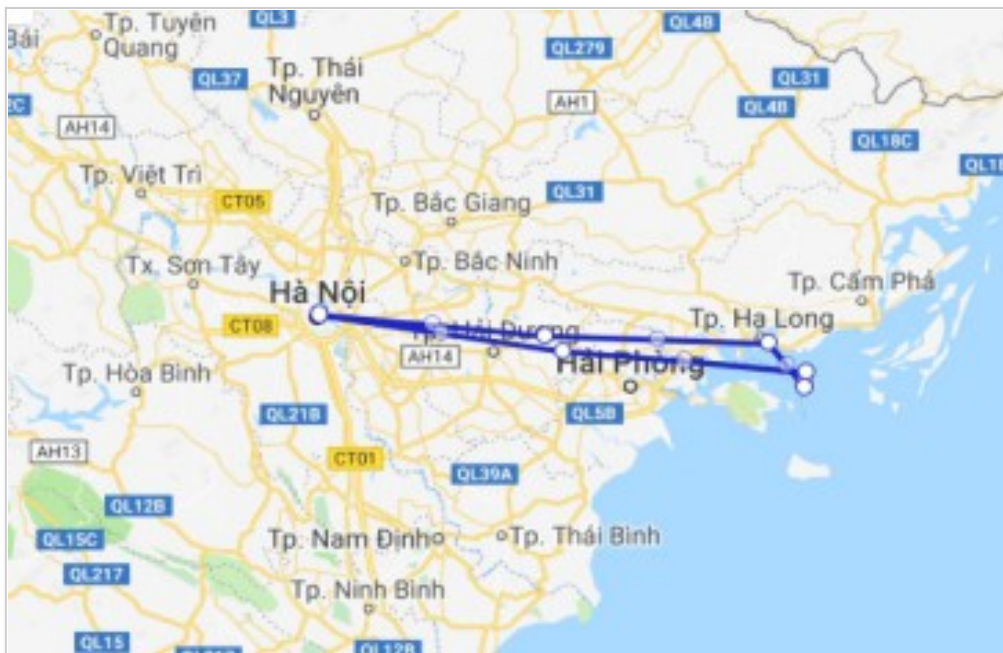 Tp. Tuyên
Quang
QL3
QL4B
QL279
QL37
QL31
Tp. Thái
Nguyên
AH1
QL4B
AH14
QL18C
Tp. Việt Trì
CT05
QL31
Tp. Bắc Giang
Tx. Sơn Tây
Tp. Bắc Ninh
Tp. Cẩm Phả
Hà Nội
Tp. Hạ Long
CT08
AH14
Hải Phòng
Tp. Hòa Bình
QL21B
QL5B
AH13
CT01
QL39A
QL12B
QL15C
Tp. Nam Định
Tp. Thái Bình
QL217
Tp. Ninh Bình
QL15
QL12B